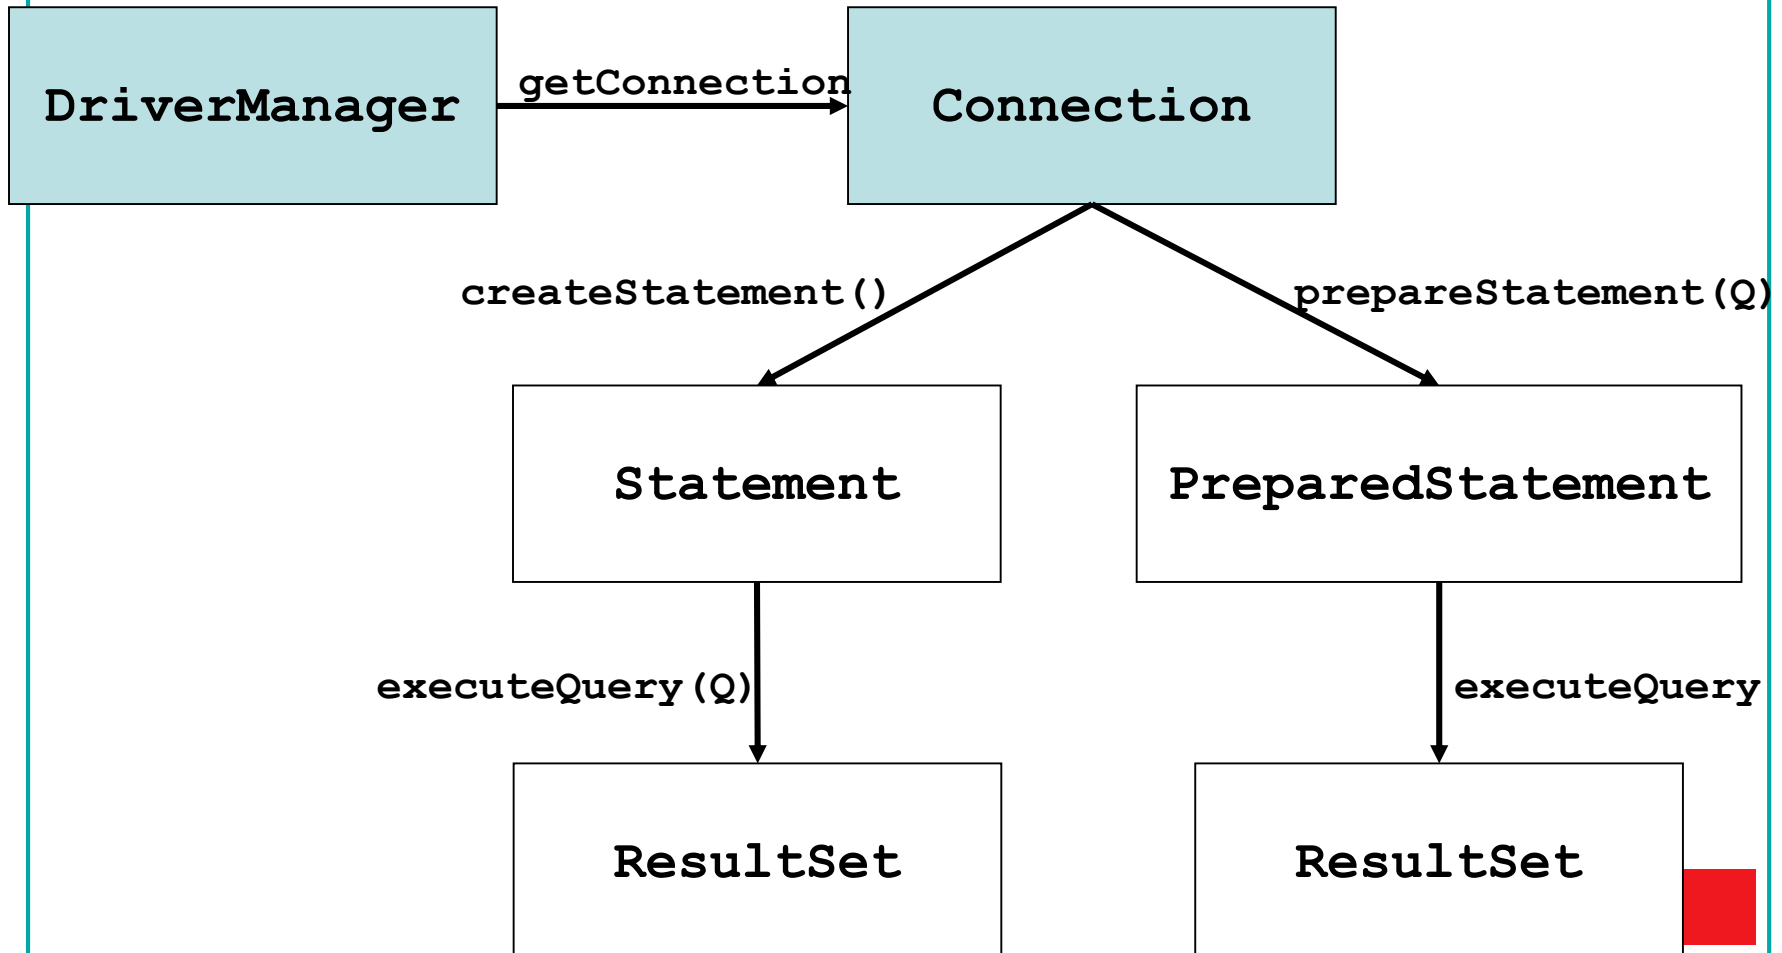 DriverManager
getConnection
Connection
createStatement()
prepareStatement(Q)
Statement
PreparedStatement
executeQuery(Q)
executeQuery
ResultSet
ResultSet